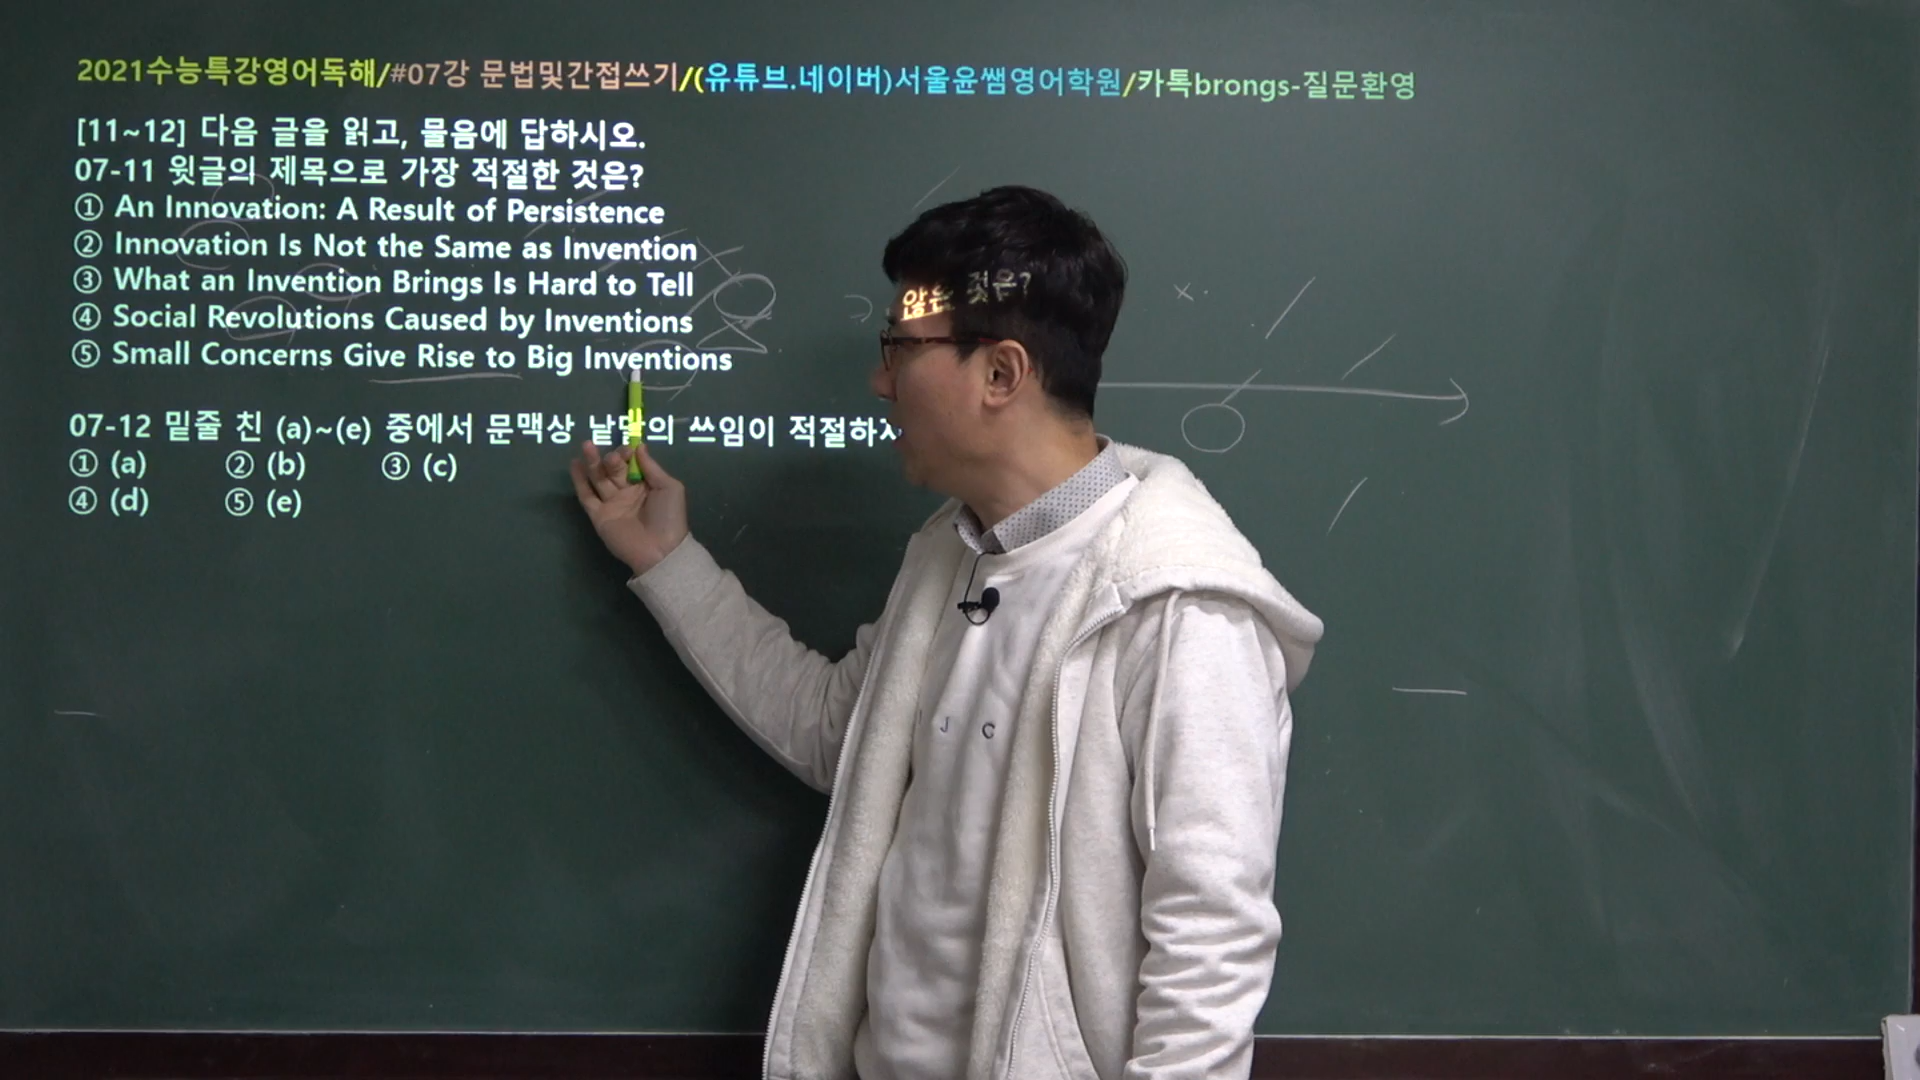 2021수능특강영어독해/#07강 문법및간접쓰기/(유튜브.네이버)서울윤쌤영어학원/카톡brongs-질문환영
[11~12] 다음 글을 읽고, 물음에 답하시오.
07-11 윗글의 제목으로 가장 적절한 것은?
① An Innovation: A Result of Persistence
② Innovation Is Not the Same as Invention
③ What an Invention Brings Is Hard to Tell
④ Social Revolutions Caused by Inventions
⑤ Small Concerns Give Rise to Big Inventions
07-12 밑줄 친 (a)~(e) 중에서 문맥상 낱말의 쓰임이 적절하지 않은 것은?
① (a) ② (b) ③ (c)
④ (d) ⑤ (e)
J C